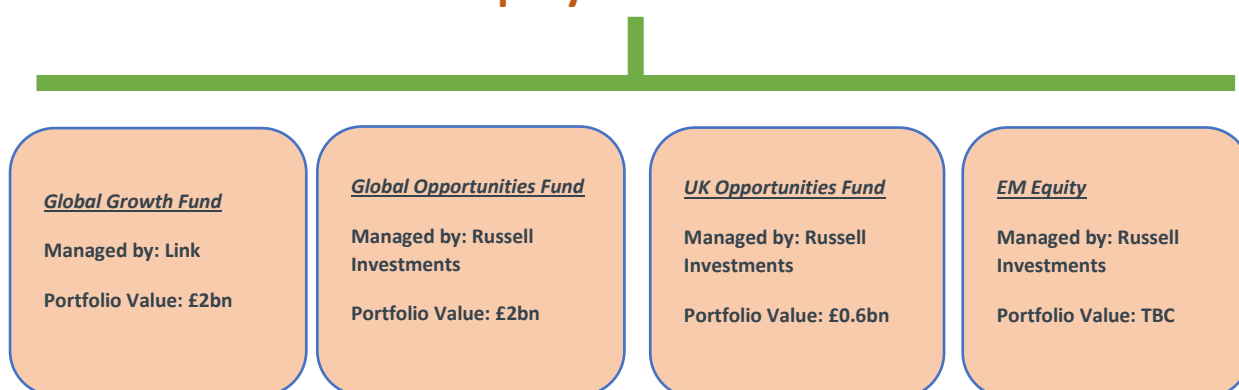 Global Growth Fund
Managed by: Link
Portfolio Value: £2bn
Global Opportunities Fund
Managed by: Russell
Investments
Portfolio Value: £2bn
UK Opportunities Fund
Managed by: Russell
Investments
Portfolio Value: £0.6bn
EM Equity
Managed by: Russell
Investments
Portfolio Value: TBC